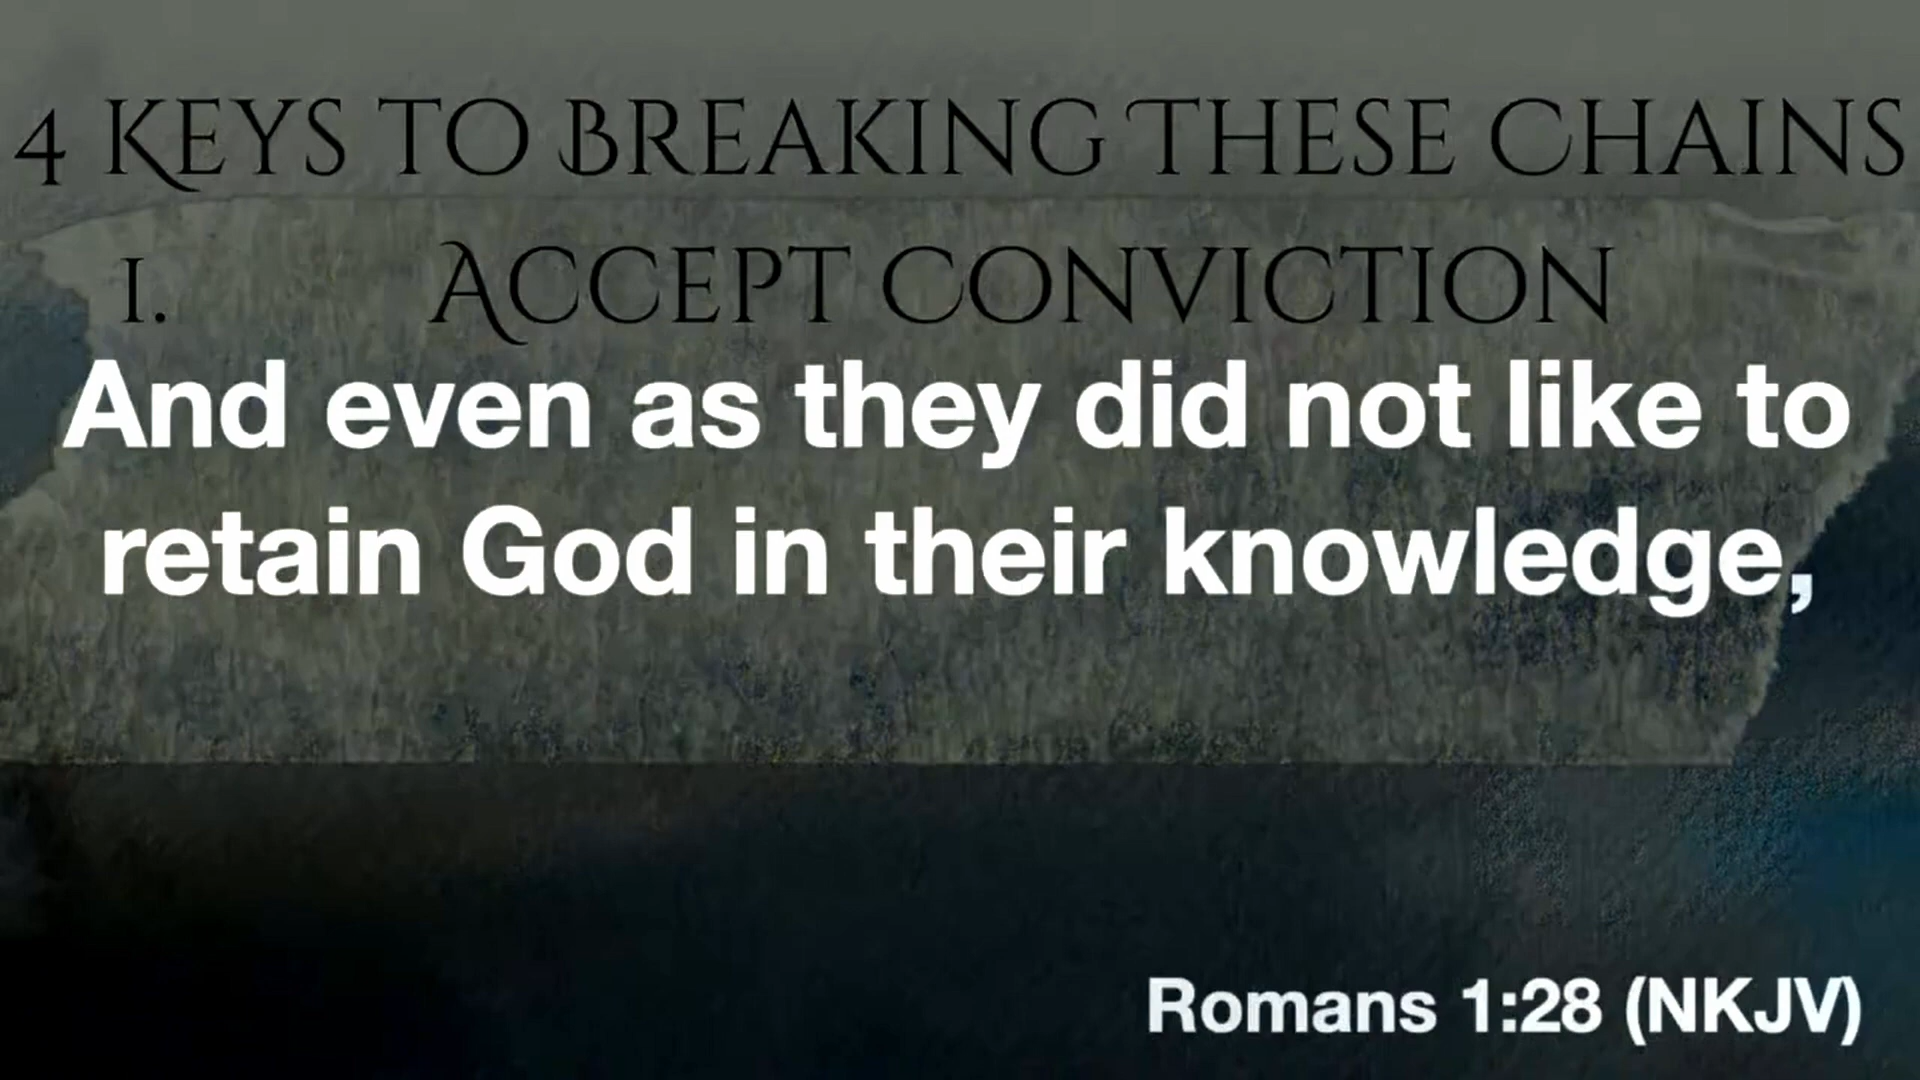 4 Keys to Breaking These Chains
1. Accept Conviction
And even as they did not like to
retain God in their knowledge,
Romans 1:28 (NKJV)